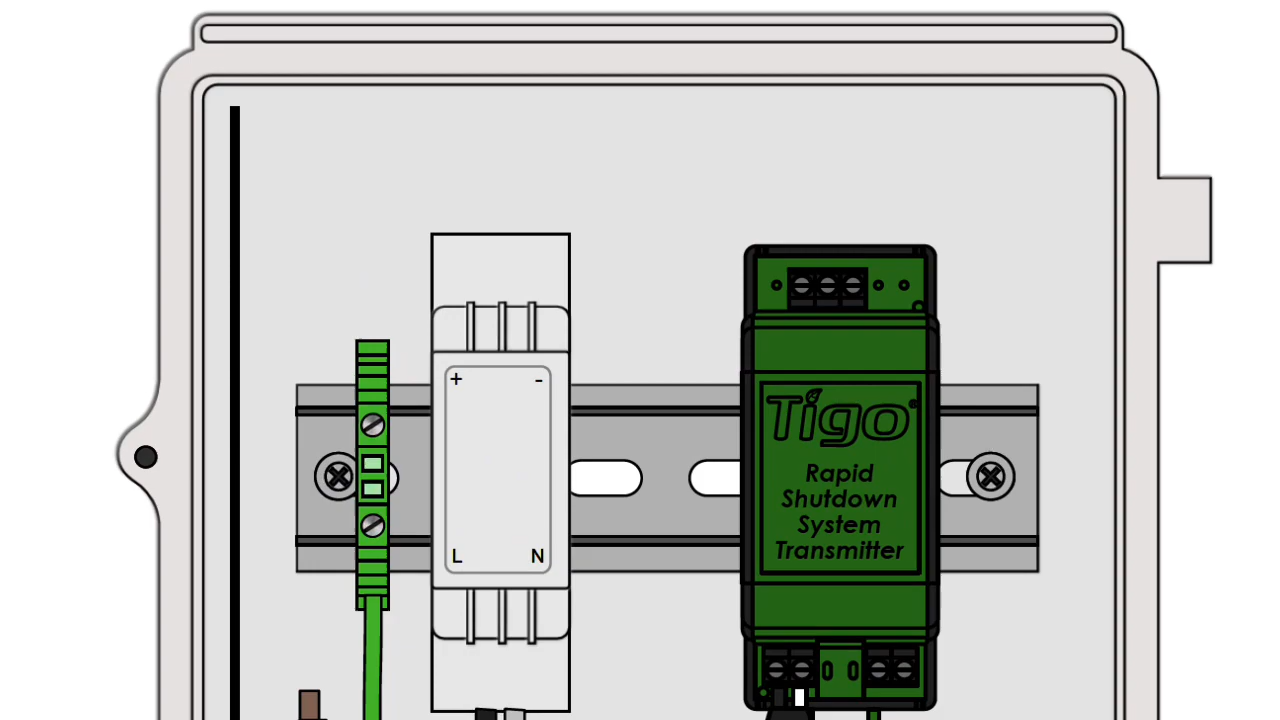 + -
Tigo®
Rapid
Shutdown
System
Transmitter
L N